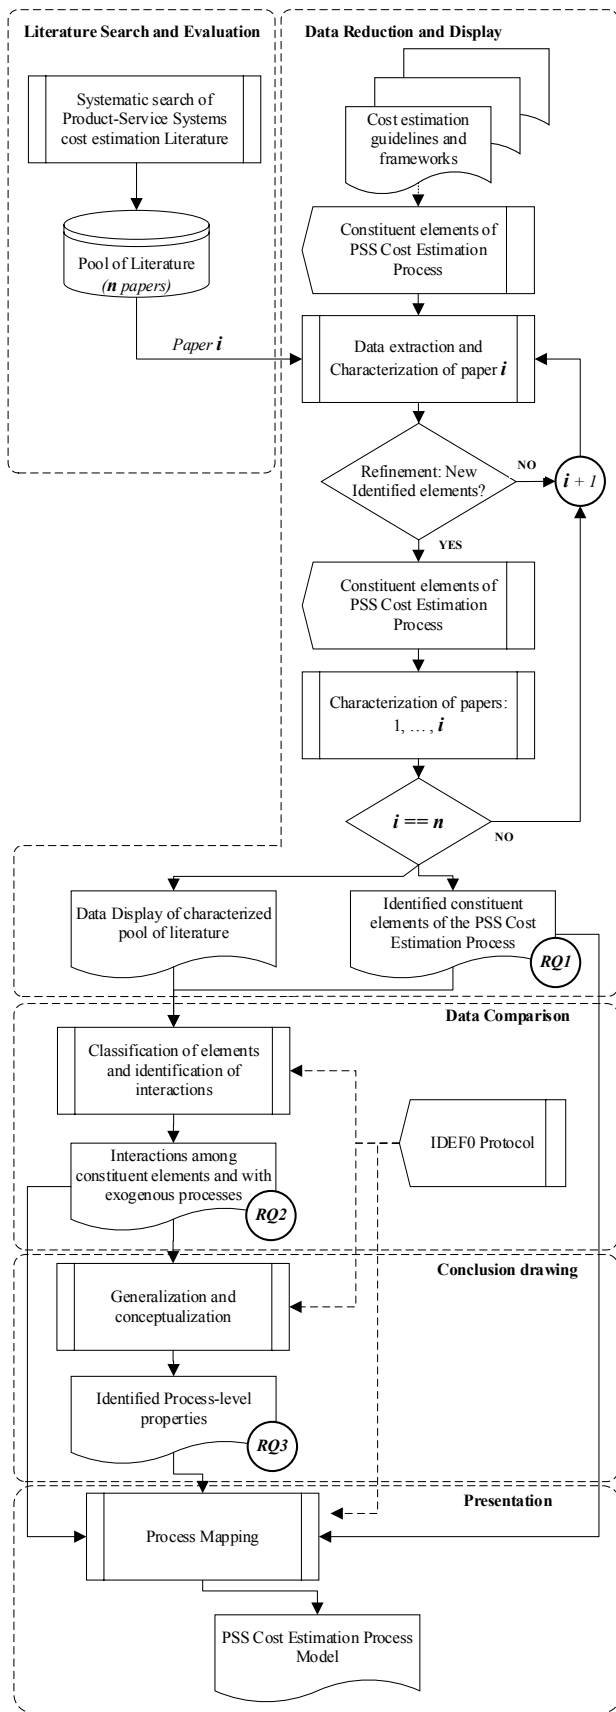 Literature Search and Evaluation
Systematic search of
Product-Service Systems
cost estimation Literature
Pool of Literature
(n papers)
Paper i
Data Reduction and Display
Cost estimation
guidelines and
frameworks
Constituent elements of
PSS Cost Estimation
Process
Data extraction and
Characterization of paper i
Refinement: New
Identified elements?
NO
i + 1
YES
Constituent elements of
PSS Cost Estimation
Process
Characterization of papers:
1, … , i
i == n
NO
Data Display of characterized
pool of literature
Identified constituent
elements of the PSS Cost
Estimation Process
RQ1
Data Comparison
Classification of elements
and identification of
interactions
IDEF0 Protocol
Interactions among
constituent elements and with
exogenous processes
RQ2
Conclusion drawing
Generalization and
conceptualization
Identified Process-level
properties
RQ3
Presentation
Process Mapping
PSS Cost Estimation Process
Model